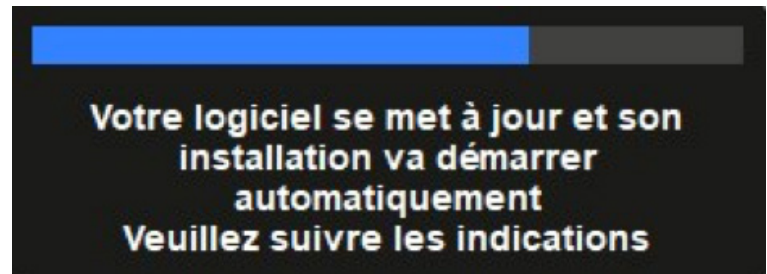 Votre logiciel se met à jour et son
installation va démarrer
automatiquement
Veuillez suivre les indications